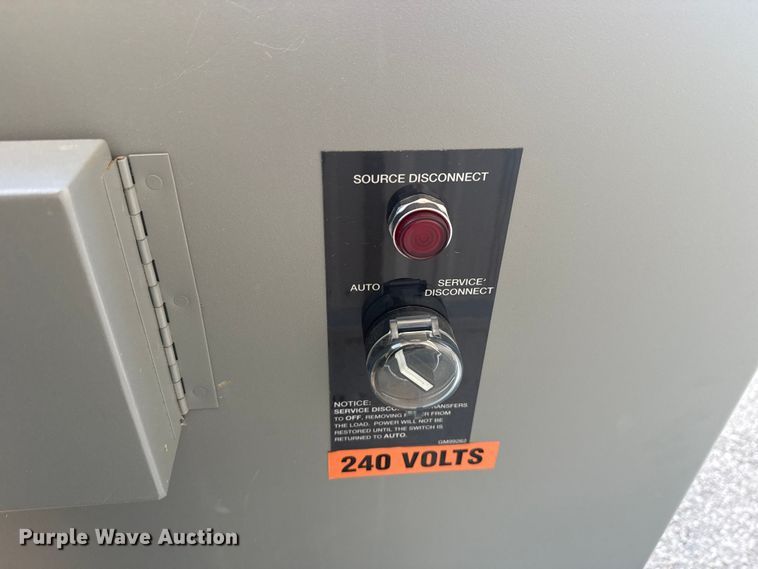 SOURCE DISCONNECT
AUTO
SERVICE
DISCONNECT
NOTICE:
SERVICE TRANSFERS
TO OFF, REMOVING FROM
THE LOAD. POWER WILL NOT BE
RESTORED UNTIL THE SWITCH IS
RETURNED TO AUTO.
GM99262
240 VOLTS
Purple Wave Auction